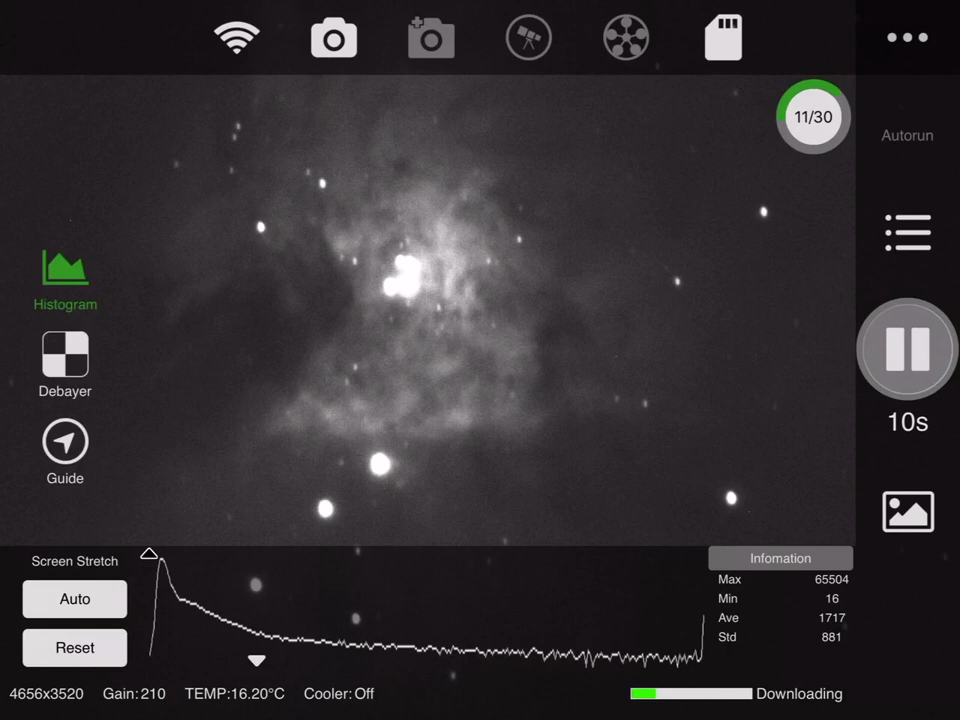 11/30
Autorun
Histogram
Debayer
Guide
10s
Screen Stretch
Auto
Reset
Infomation
Max 65504
Min 16
Ave 1717
Std 881
4656x3520 Gain:210 TEMP:16.20°C Cooler:Off Downloading